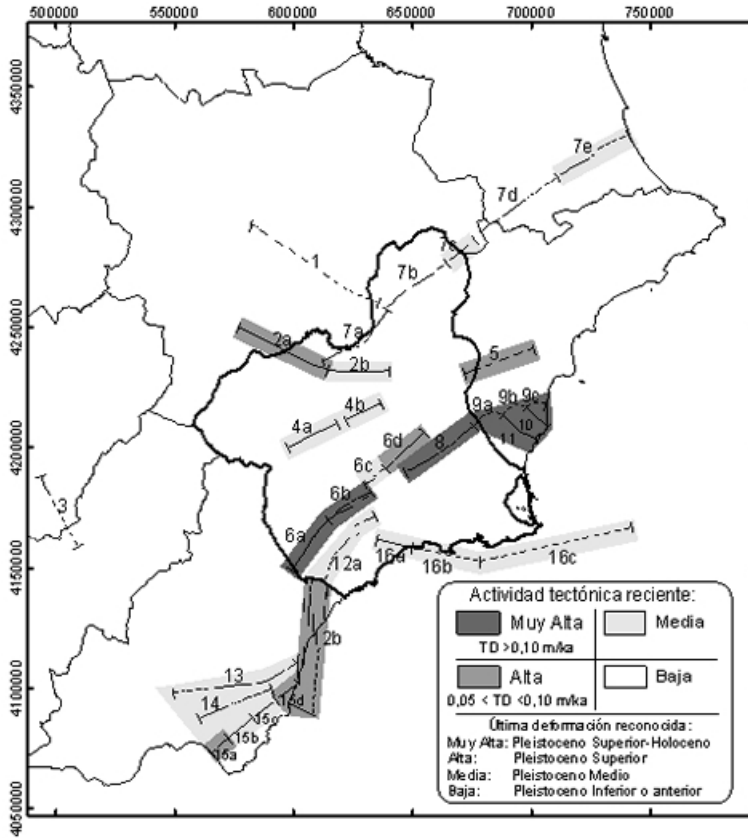 500000 550000 600000 650000 700000 750000
4350000
4300000
4250000
4200000
4150000
4100000
4050000
7e
7d
7c
1
7b
7a
2a
2b
5
4b
4a
9a
9b
9c
10
11
6d
8
6c
6b
3
6a
12a
16a
16b
16c
2b
13
14
15d
15c
15b
15a
Actividad tectónica reciente:
Muy Alta Media
TD >0,10 m/ka
Alta Baja
0,05 < TD <0,10 m/ka
Última deformación reconocida:
Muy Alta: Pleistoceno Superior-Holoceno
Alta: Pleistoceno Superior
Media: Pleistoceno Medio
Baja: Pleistoceno Inferior o anterior